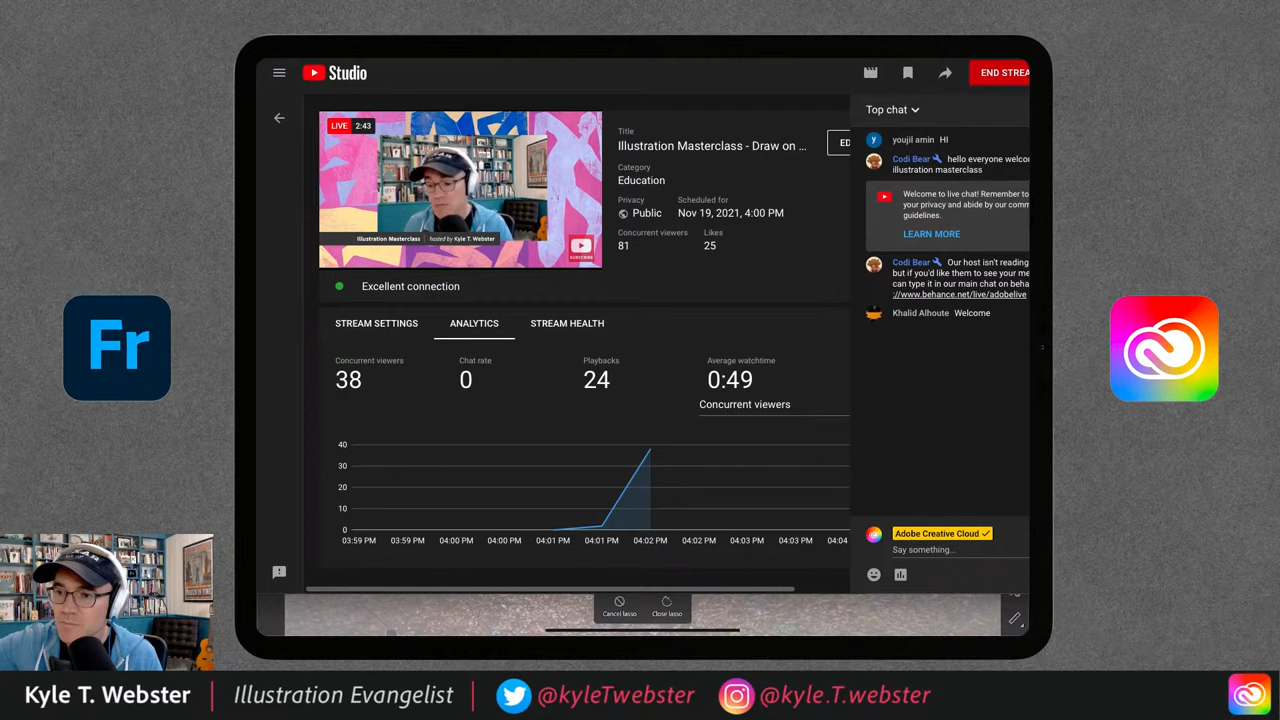 Studio
END STREA
LIVE 2:43
Illustration Masterclass | hosted by Kyle T. Webster
SUBSCRIBE
Title
Illustration Masterclass - Draw on ...
ED
Category
Education
Privacy
Public
Scheduled for
Nov 19, 2021, 4:00 PM
Concurrent viewers
81
Likes
25
Excellent connection
STREAM SETTINGS
ANALYTICS
STREAM HEALTH
Concurrent viewers
38
Chat rate
0
Playbacks
24
Average watchtime
0:49
Concurrent viewers
40
30
20
10
0
03:59 PM 03:59 PM 04:00 PM 04:00 PM 04:01 PM 04:01 PM 04:02 PM 04:02 PM 04:03 PM 04:03 PM 04:04
Top chat
y youjil amin HI
Codi Bear hello everyone welco
illustration masterclass
Welcome to live chat! Remember to
your privacy and abide by our comm
guidelines.
LEARN MORE
Codi Bear Our host isn't reading
but if you'd like them to see your me
can type it in our main chat on beha
://www.behance.net/live/adobelive
Khalid Alhoute Welcome
Adobe Creative Cloud
Say something...
Cancel lasso
Close lasso
Fr
Kyle T. Webster | Illustration Evangelist | @kyleTwebster @kyle.T.webster